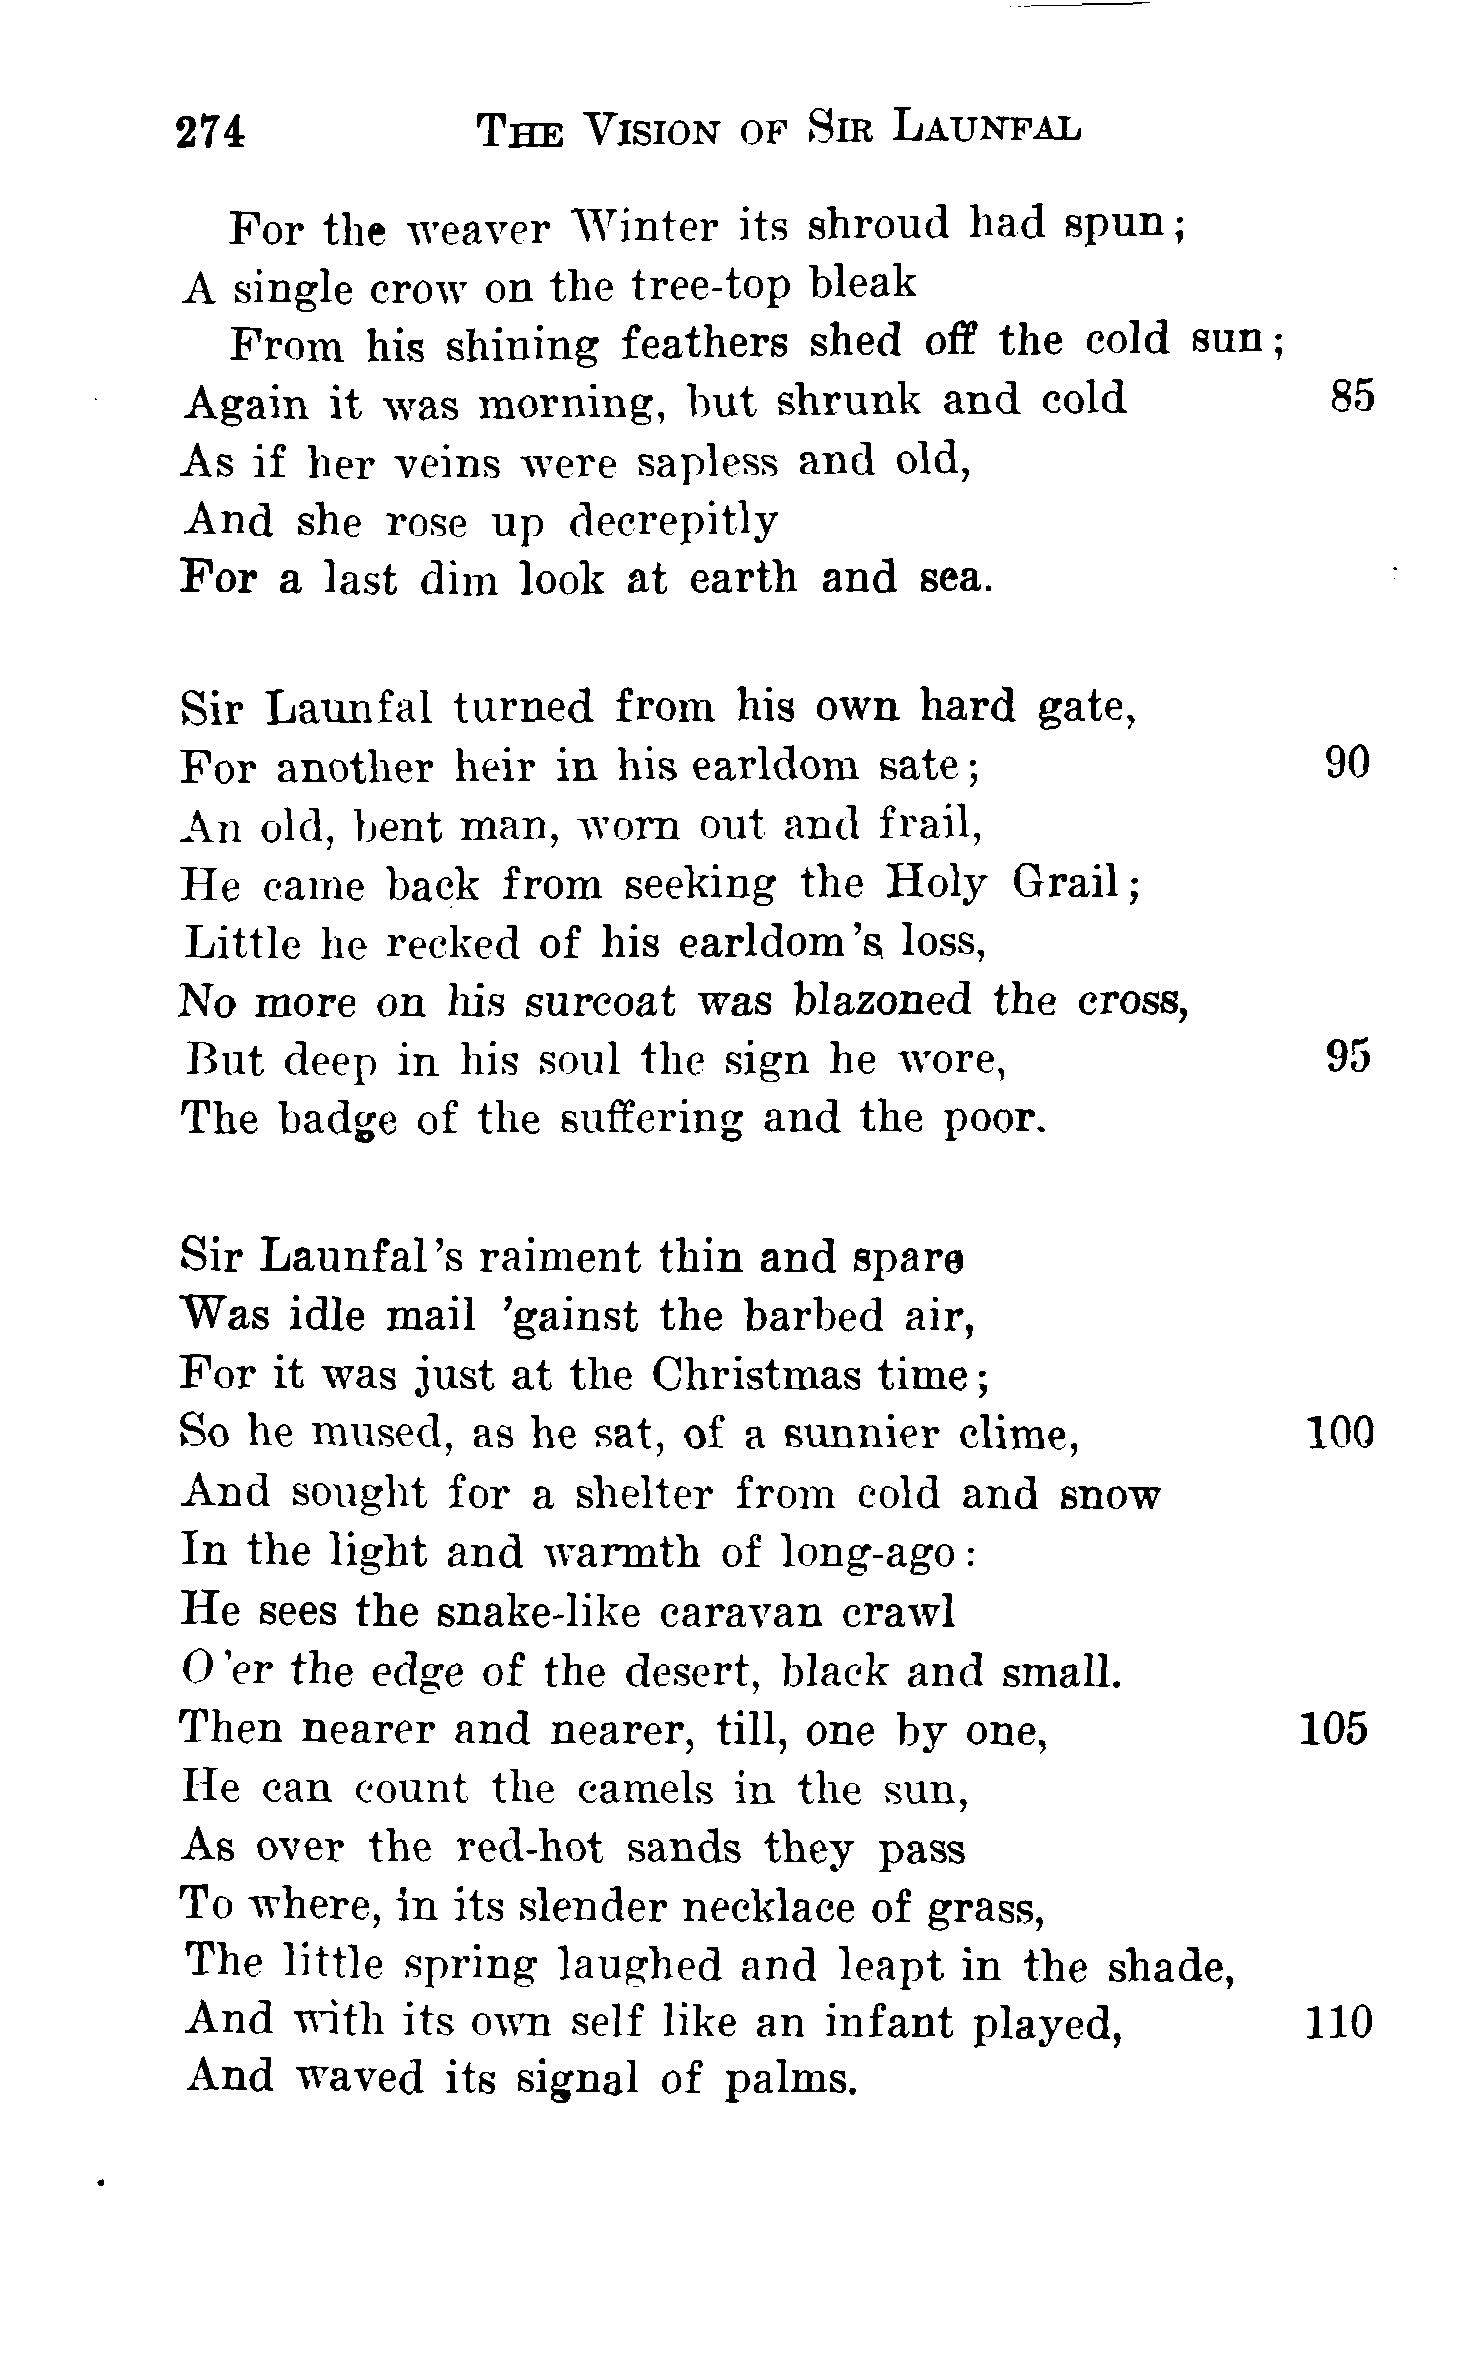 274 THE VISION OF SIR LAUNFAL
For the weaver Winter its shroud had spun;
A single crow on the tree-top bleak
From his shining feathers shed off the cold sun;
Again it was morning, but shrunk and cold 85
As if her veins were sapless and old,
And she rose up decrepitly
For a last dim look at earth and sea.
Sir Launfal turned from his own hard gate,
For another heir in his earldom sate; 90
An old, bent man, worn out and frail,
He came back from seeking the Holy Grail;
Little he recked of his earldom's loss,
No more on his surcoat was blazoned the cross,
But deep in his soul the sign he wore, 95
The badge of the suffering and the poor.
Sir Launfal's raiment thin and spare
Was idle mail 'gainst the barbed air,
For it was just at the Christmas time;
So he mused, as he sat, of a sunnier clime, 100
And sought for a shelter from cold and snow
In the light and warmth of long-ago:
He sees the snake-like caravan crawl
O'er the edge of the desert, black and small.
Then nearer and nearer, till, one by one, 105
He can count the camels in the sun,
As over the red-hot sands they pass
To where, in its slender necklace of grass,
The little spring laughed and leapt in the shade,
And with its own self like an infant played, 110
And waved its signal of palms.